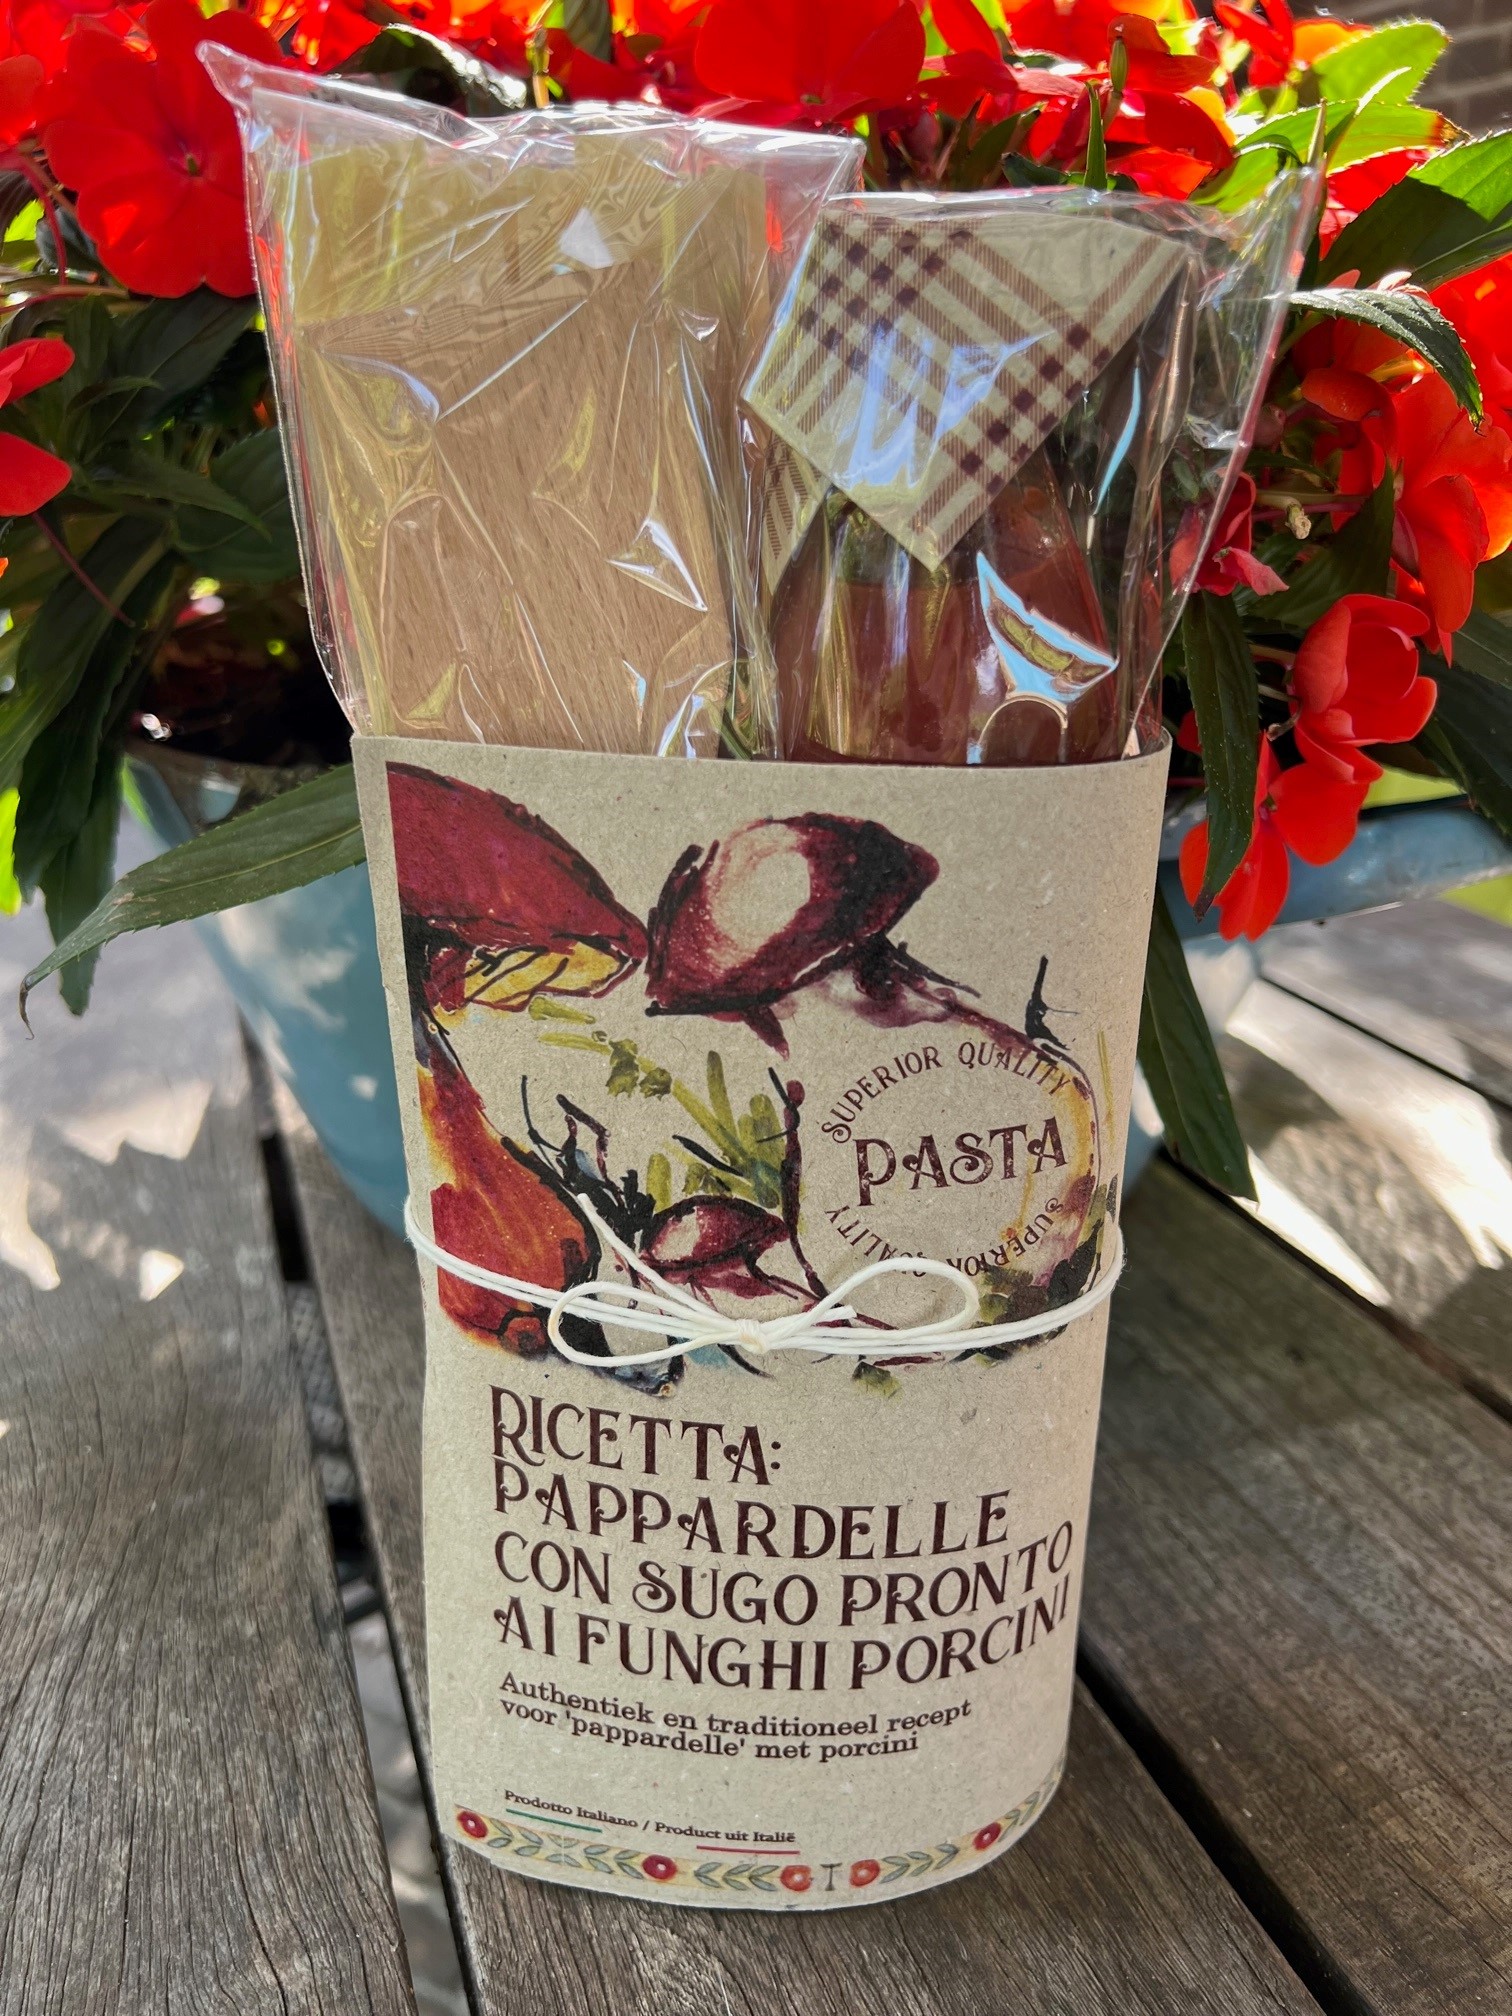 SUPERIOR QUALITY
PASTA
SUPERIOR QUALITY
RICETTA:
PAPPARDELLE
CON SUGO PRONTO
AI FUNGHI PORCINI
Authentiek en traditioneel recept
voor 'pappardelle' met porcini
Prodotto Italiano / Product uit Italië